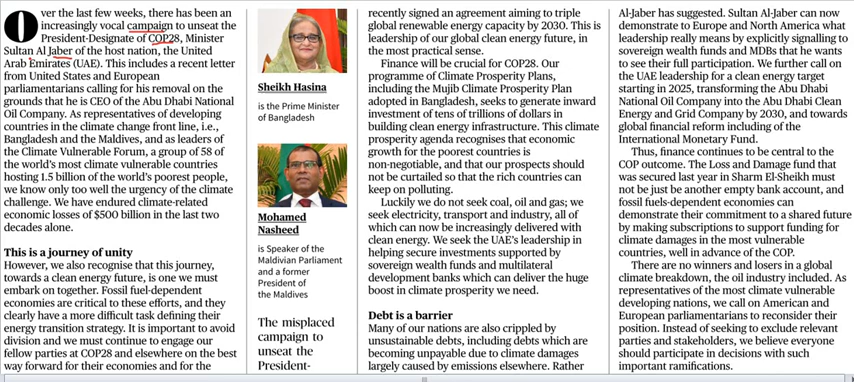 Over the last few weeks, there has been an
increasingly vocal campaign to unseat the
President-Designate of COP28, Minister
Sultan Al Jaber of the host nation, the United
Arab Emirates (UAE). This includes a recent letter
from United States and European
parliamentarians calling for his removal on the
grounds that he is CEO of the Abu Dhabi National
Oil Company. As representatives of developing
countries in the climate change front line, i.e.,
Bangladesh and the Maldives, and as leaders of
the Climate Vulnerable Forum, a group of 58 of
the world's most climate vulnerable countries
hosting 1.5 billion of the world's poorest people,
we know only too well the urgency of the climate
challenge. We have endured climate-related
economic losses of $500 billion in the last two
decades alone.
This is a journey of unity
However, we also recognise that this journey,
towards a clean energy future, is one we must
embark on together. Fossil fuel-dependent
economies are critical to these efforts, and they
clearly have a more difficult task defining their
energy transition strategy. It is important to avoid
division and we must continue to engage our
fellow parties at COP28 and elsewhere on the best
way forward for their economies and for the
Sheikh Hasina
is the Prime Minister
of Bangladesh
Mohamed
Nasheed
is Speaker of the
Maldivian Parliament
and a former
President of
the Maldives
The misplaced
campaign to
unseat the
President-
recently signed an agreement aiming to triple
global renewable energy capacity by 2030. This is
leadership of our global clean energy future, in
the most practical sense.
Finance will be crucial for COP28. Our
programme of Climate Prosperity Plans,
including the Mujib Climate Prosperity Plan
adopted in Bangladesh, seeks to generate inward
investment of tens of trillions of dollars in
building clean energy infrastructure. This climate
prosperity agenda recognises that economic
growth for the poorest countries is
non-negotiable, and that our prospects should
not be curtailed so that the rich countries can
keep on polluting.
Luckily we do not seek coal, oil and gas; we
seek electricity, transport and industry, all of
which can now be increasingly delivered with
clean energy. We seek the UAE's leadership in
helping secure investments supported by
sovereign wealth funds and multilateral
development banks which can deliver the huge
boost in climate prosperity we need.
Debt is a barrier
Many of our nations are also crippled by
unsustainable debts, including debts which are
becoming unpayable due to climate damages
largely caused by emissions elsewhere. Rather
Al-Jaber has suggested. Sultan Al-Jaber can now
demonstrate to Europe and North America what
leadership really means by explicitly signalling to
sovereign wealth funds and MDBs that he wants
to see their full participation. We further call on
the UAE leadership for a clean energy target
starting in 2025, transforming the Abu Dhabi
National Oil Company into the Abu Dhabi Clean
Energy and Grid Company by 2030, and towards
global financial reform including of the
International Monetary Fund.
Thus, finance continues to be central to the
COP outcome. The Loss and Damage fund that
was secured last year in Sharm El-Sheikh must
not be just be another empty bank account, and
fossil fuels-dependent economies can
demonstrate their commitment to a shared future
by making subscriptions to support funding for
climate damages in the most vulnerable
countries, well in advance of the COP.
There are no winners and losers in a global
climate breakdown, the oil industry included. As
representatives of the most climate vulnerable
developing nations, we call on American and
European parliamentarians to reconsider their
position. Instead of seeking to exclude relevant
parties and stakeholders, we believe everyone
should participate in decisions with such
important ramifications.